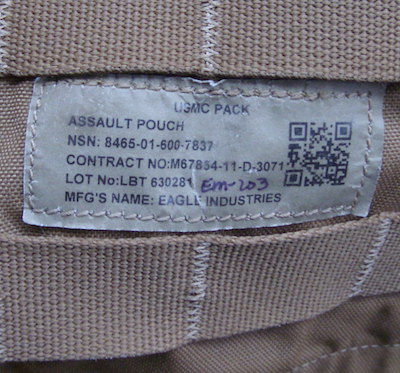 USMC PACK
ASSAULT POUCH
NSN: 8465-01-600-7837
CONTRACT NO:M67854-11-D-3071
LOT No:LBT 630281 Em-203
MFG'S NAME: EAGLE INDUSTRIES